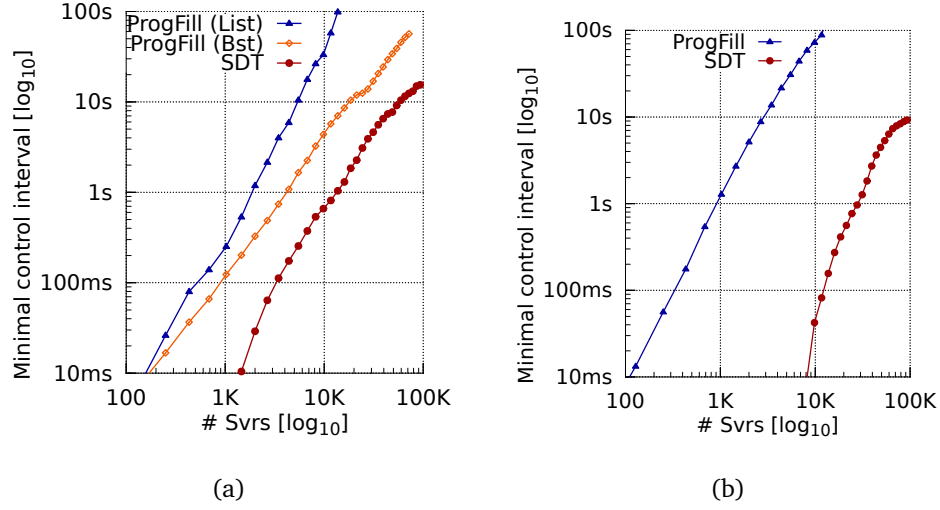 100s
10s
1s
100ms
10ms
Minimal control interval [log10]
ProgFill (List)
ProgFill (Bst)
SDT
100
1K
10K
100K
# Svrs [log10]
(a)
100s
10s
1s
100ms
10ms
Minimal control interval [log10]
ProgFill
SDT
100
1K
10K
100K
# Svrs [log10]
(b)